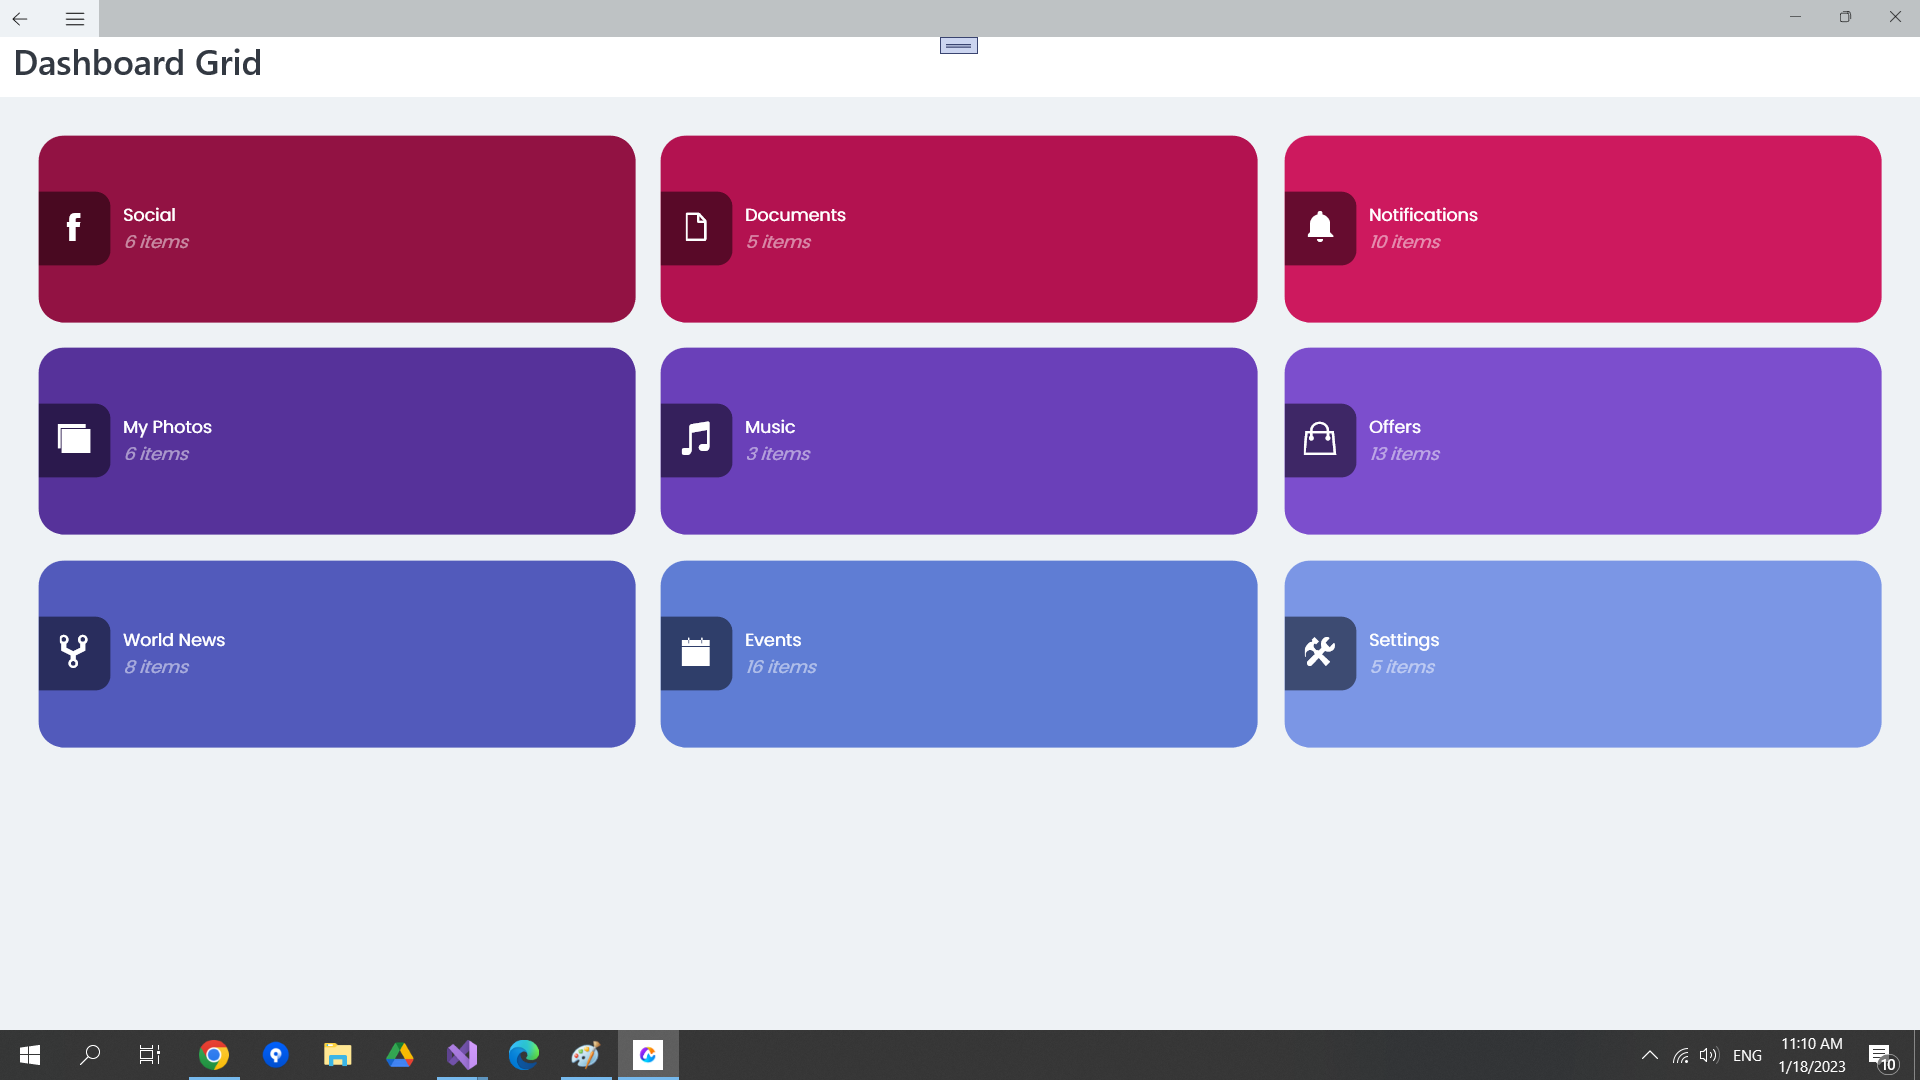 Dashboard Grid
Social
6 items
Documents
5 items
Notifications
10 items
My Photos
6 items
Music
3 items
Offers
13 items
World News
8 items
Events
16 items
Settings
5 items
ENG
11:10 AM
1/18/2023
10